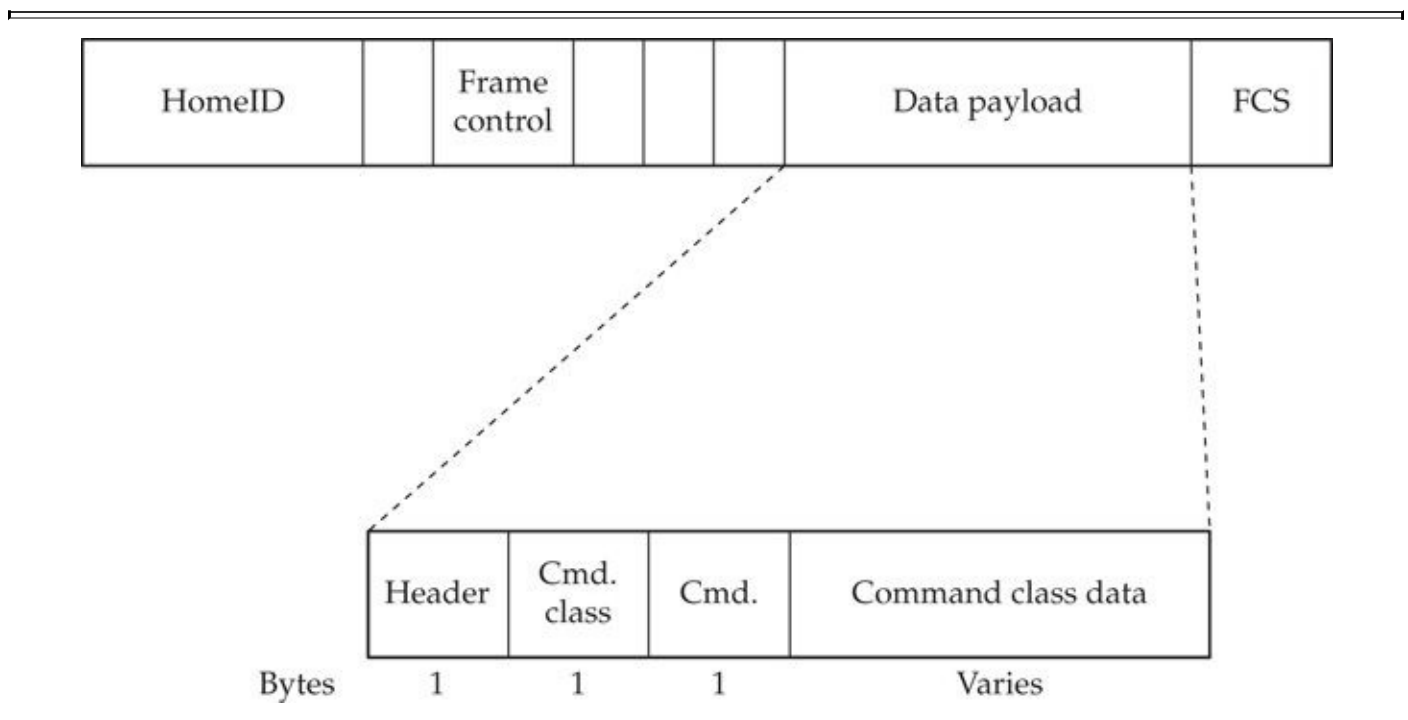 HomeID
Frame
control
Data payload
FCS
Header
Cmd.
class
Cmd.
Command class data
Bytes 1 1 1 Varies